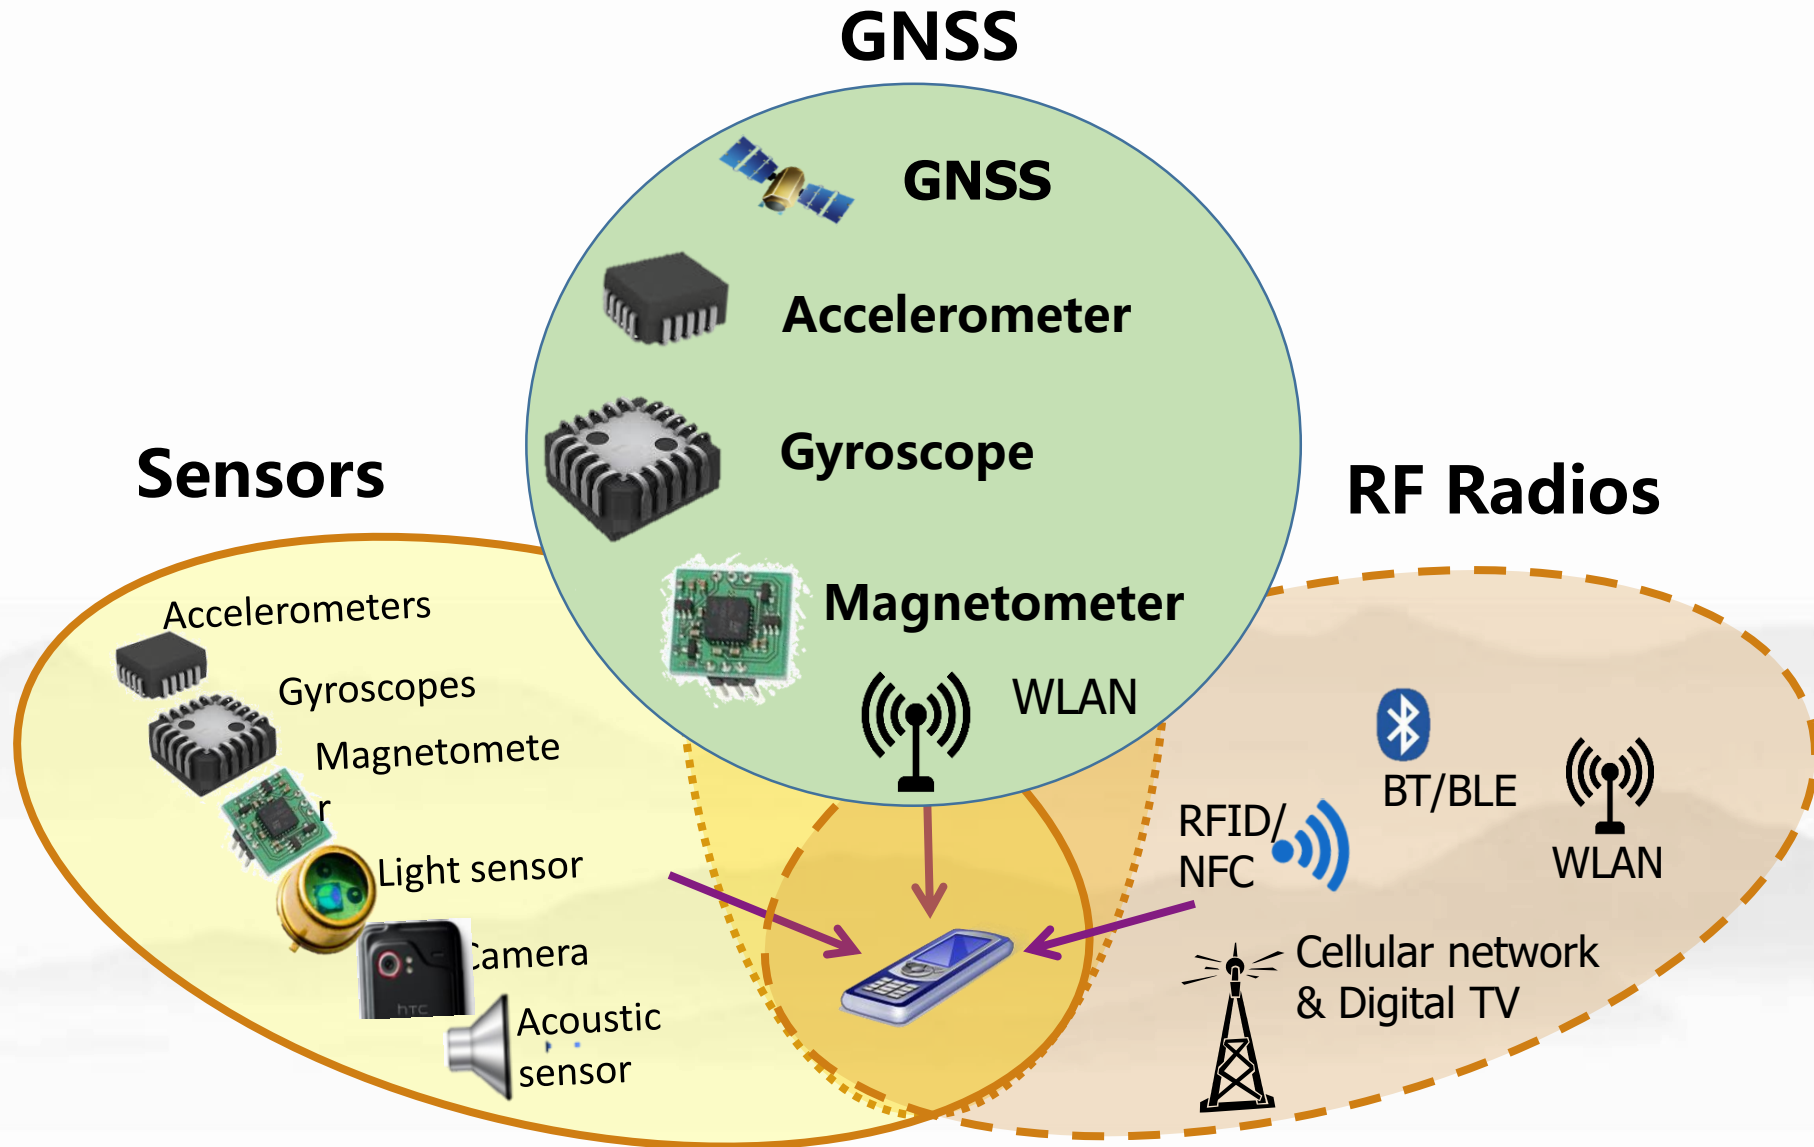 GNSS
GNSS
Accelerometer
Gyroscope
Magnetometer
WLAN
Sensors
Accelerometers
Gyroscopes
Magnetomete
r
Light sensor
Camera
hTC
Acoustic
sensor
RF Radios
BT/BLE
RFID/
NFC
WLAN
Cellular network
& Digital TV